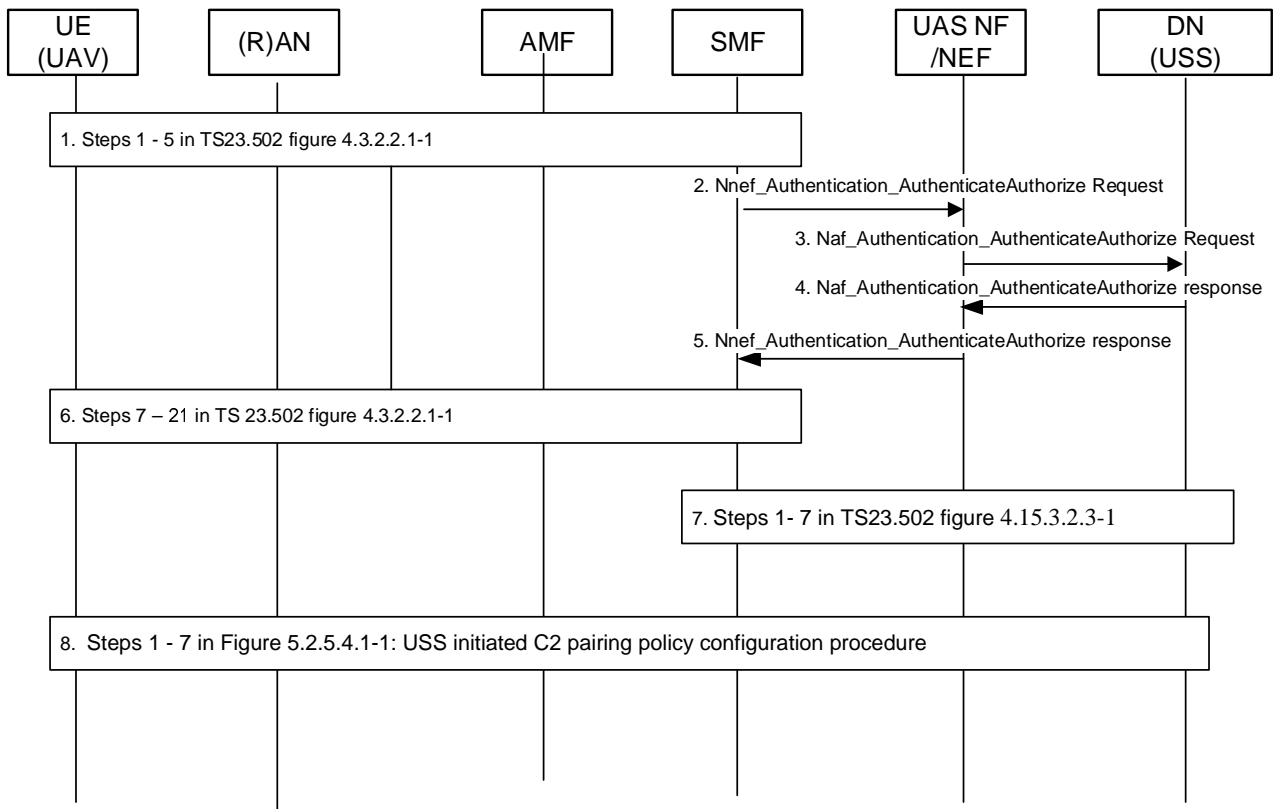 UE
(UAV)
(R)AN
AMF
SMF
UAS NF
/NEF
DN
(USS)
1. Steps 1 - 5 in TS23.502 figure 4.3.2.2.1-1
2. Nnef_Authentication_AuthenticateAuthorize Request
3. Naf_Authentication_AuthenticateAuthorize Request
4. Naf_Authentication_AuthenticateAuthorize response
5. Nnef_Authentication_AuthenticateAuthorize response
6. Steps 7 – 21 in TS 23.502 figure 4.3.2.2.1-1
7. Steps 1- 7 in TS23.502 figure 4.15.3.2.3-1
8. Steps 1 - 7 in Figure 5.2.5.4.1-1: USS initiated C2 pairing policy configuration procedure